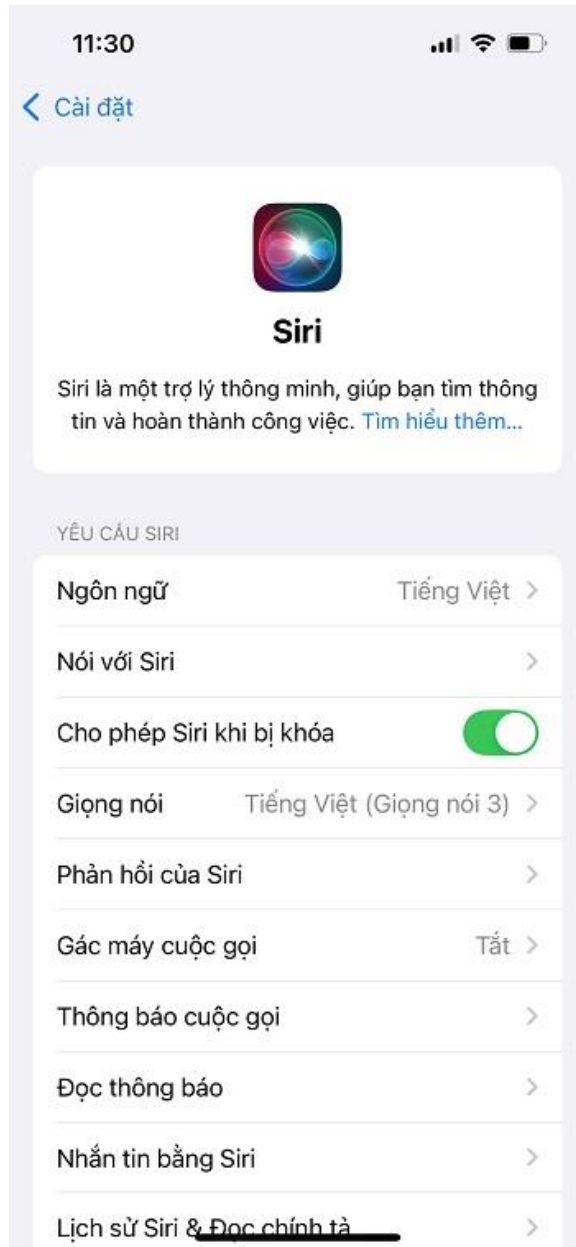 11:30
Cài đặt
Siri
Siri là một trợ lý thông minh, giúp bạn tìm thông
tin và hoàn thành công việc. Tìm hiểu thêm...
YÊU CẦU SIRI
Ngôn ngữ Tiếng Việt
Nói với Siri
Cho phép Siri khi bị khóa
Giọng nói Tiếng Việt (Giọng nói 3)
Phản hồi của Siri
Gác máy cuộc gọi Tắt
Thông báo cuộc gọi
Đọc thông báo
Nhắn tin bằng Siri
Lịch sử Siri & Đọc chính tả